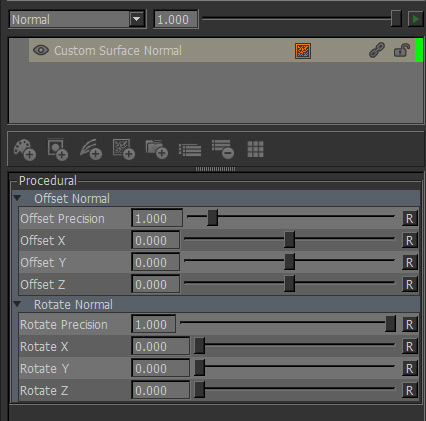 Normal 1.000
Custom Surface Normal
Procedural
Offset Normal
Offset Precision 1.000 R
Offset X 0.000 R
Offset Y 0.000 R
Offset Z 0.000 R
Rotate Normal
Rotate Precision 1.000 R
Rotate X 0.000 R
Rotate Y 0.000 R
Rotate Z 0.000 R